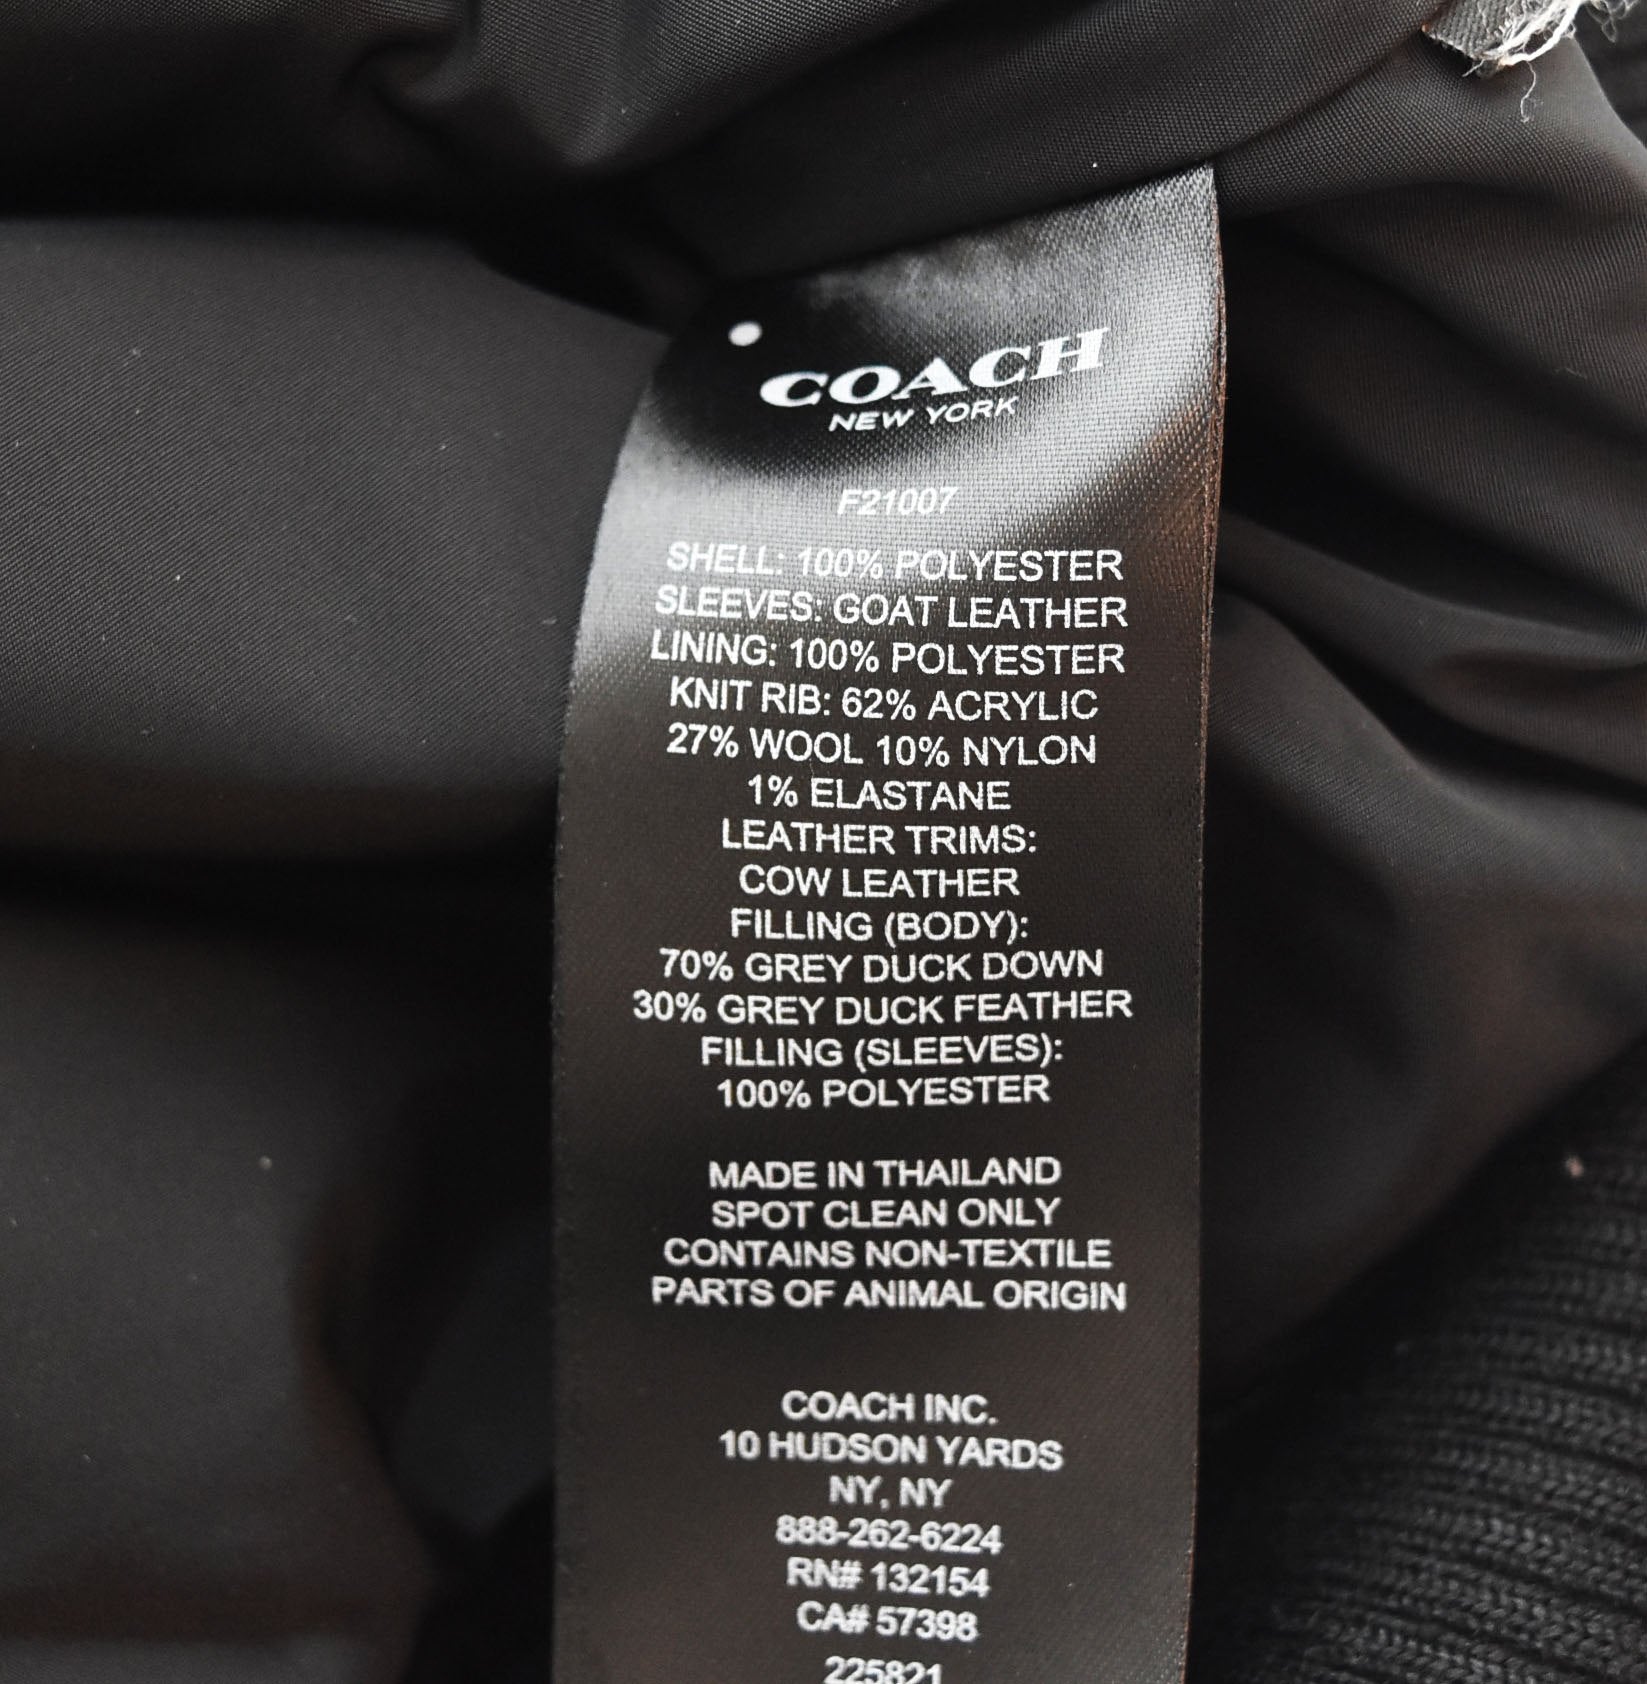 COACH
NEW YORK
F21007
SHELL: 100% POLYESTER
SLEEVES: GOAT LEATHER
LINING: 100% POLYESTER
KNIT RIB: 62% ACRYLIC
27% WOOL 10% NYLON
1% ELASTANE
LEATHER TRIMS:
COW LEATHER
FILLING (BODY):
70% GREY DUCK DOWN
30% GREY DUCK FEATHER
FILLING (SLEEVES):
100% POLYESTER
MADE IN THAILAND
SPOT CLEAN ONLY
CONTAINS NON-TEXTILE
PARTS OF ANIMAL ORIGIN
COACH INC.
10 HUDSON YARDS
NY, NY
888-262-6224
RN# 132154
CA# 57398
225821